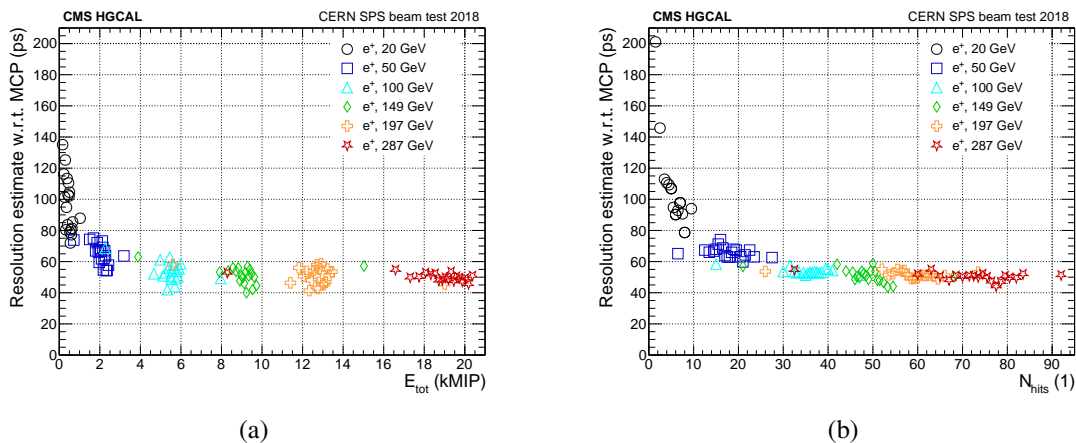 CMS HGCAL CERN SPS beam test 2018
Resolution estimate w.r.t. MCP (ps)
200
180
160
140
120
100
80
60
40
20
0
e+, 20 GeV
e+, 50 GeV
e+, 100 GeV
e+, 149 GeV
e+, 197 GeV
e+, 287 GeV
0 2 4 6 8 10 12 14 16 18 20
E_tot (kMIP)
(a)
CMS HGCAL CERN SPS beam test 2018
Resolution estimate w.r.t. MCP (ps)
200
180
160
140
120
100
80
60
40
20
0
e+, 20 GeV
e+, 50 GeV
e+, 100 GeV
e+, 149 GeV
e+, 197 GeV
e+, 287 GeV
0 10 20 30 40 50 60 70 80 90
N_hits (1)
(b)